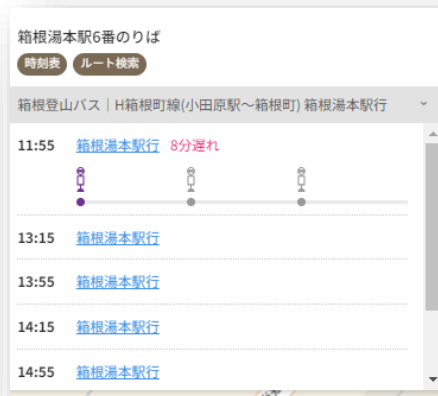 箱根湯本駅6番のりば
時刻表 ルート検索
箱根登山バス｜H箱根町線(小田原駅～箱根町) 箱根湯本駅行
11:55 箱根湯本駅行 8分遅れ
13:15 箱根湯本駅行
13:55 箱根湯本駅行
14:15 箱根湯本駅行
14:55 箱根湯本駅行